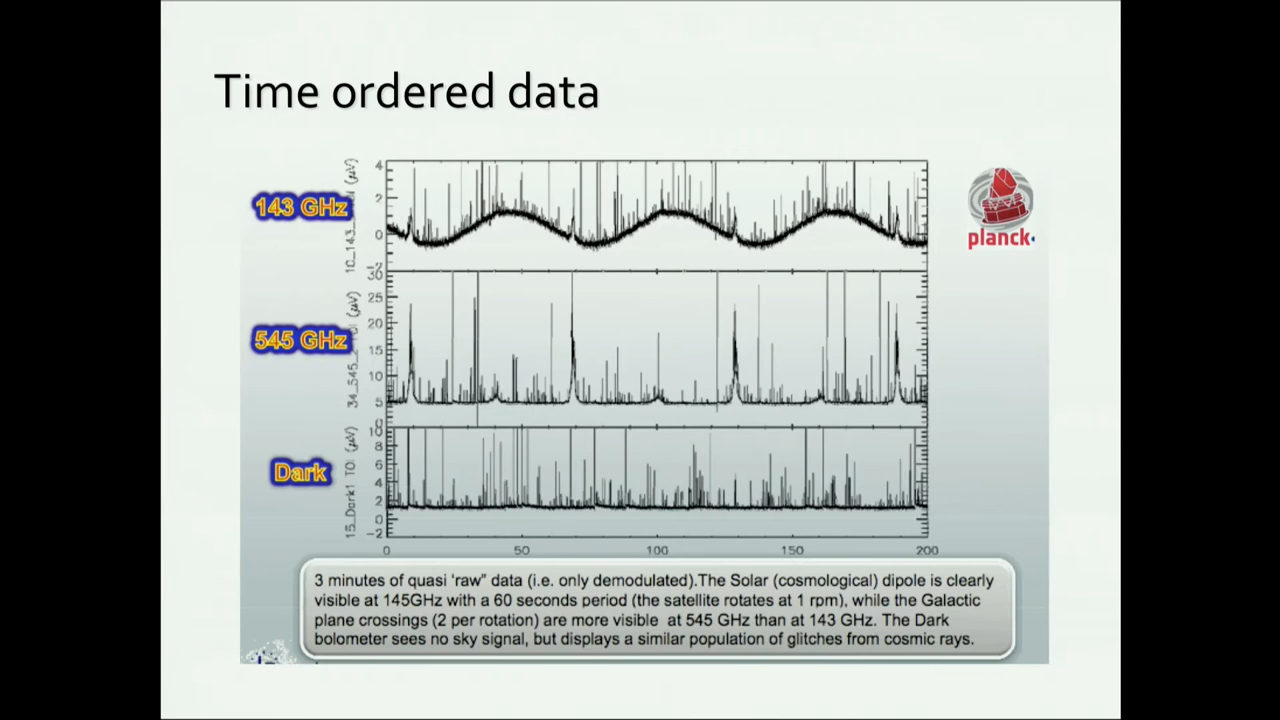 Time ordered data
143 GHz
4
2
0
-2
planck
545 GHz
30
25
20
15
10
5
0
Dark
15_Dark1 TOI (μV)
10
8
6
4
2
0
-2
0 50 100 150 200
3 minutes of quasi 'raw" data (i.e. only demodulated).The Solar (cosmological) dipole is clearly
visible at 145GHz with a 60 seconds period (the satellite rotates at 1 rpm), while the Galactic
plane crossings (2 per rotation) are more visible at 545 GHz than at 143 GHz. The Dark
bolometer sees no sky signal, but displays a similar population of glitches from cosmic rays.